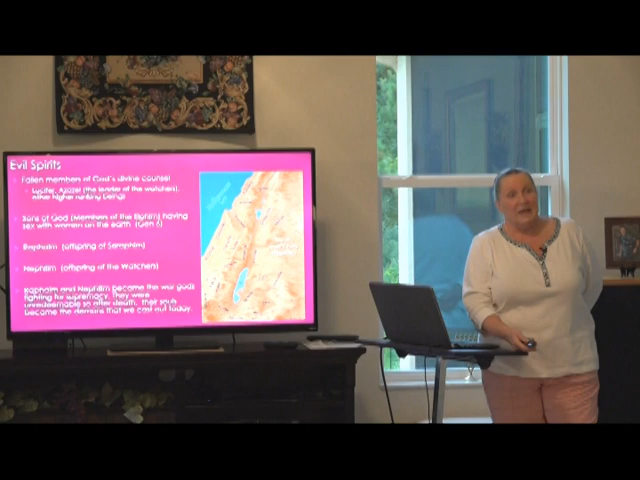 Evil Spirits
Fallen members of God's divine counsel
Lucifer, Azazel (the leader of the watchers),
other higher ranking beings
Sons of God (Members of the Elohim) having
sex with women on the earth (Gen 6)
(offspring of Seraphim)
Nephilim (offspring of the Watchers)
and Nephilim became the war gods
fighting for supremacy. They were
unredeemable so after death, their souls
become the demons that we cast out today.